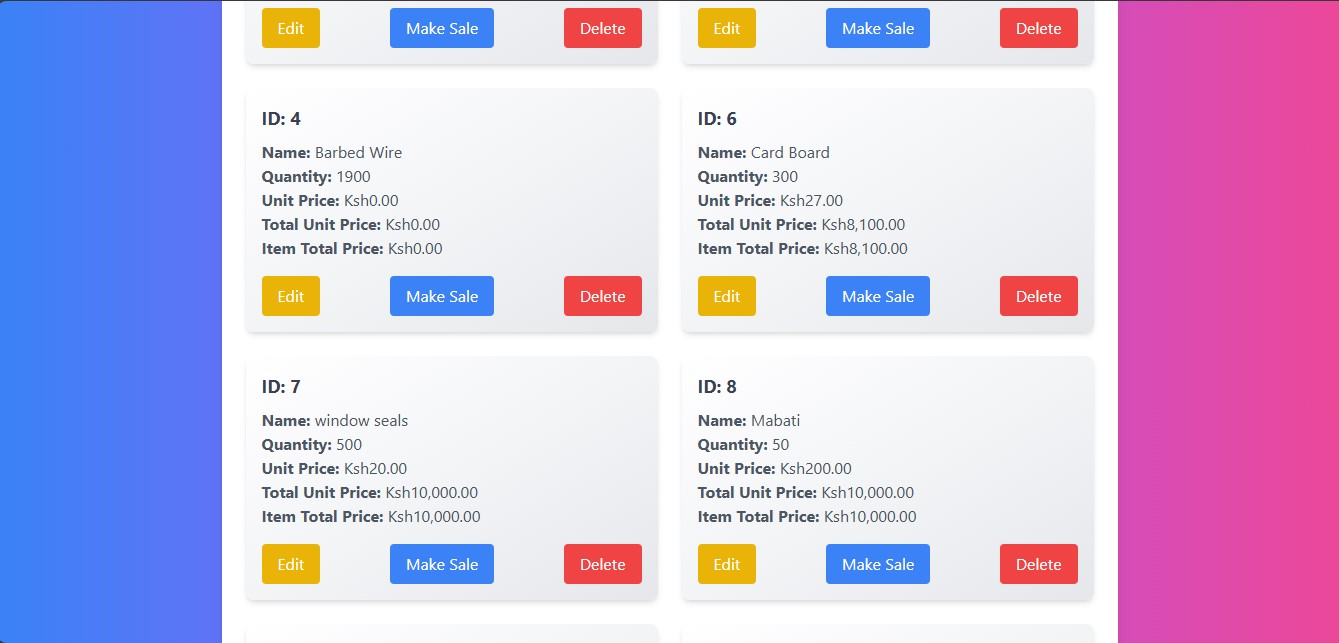 Edit Make Sale Delete
Edit Make Sale Delete
ID: 4
Name: Barbed Wire
Quantity: 1900
Unit Price: Ksh0.00
Total Unit Price: Ksh0.00
Item Total Price: Ksh0.00
Edit Make Sale Delete
ID: 6
Name: Card Board
Quantity: 300
Unit Price: Ksh27.00
Total Unit Price: Ksh8,100.00
Item Total Price: Ksh8,100.00
Edit Make Sale Delete
ID: 7
Name: window seals
Quantity: 500
Unit Price: Ksh20.00
Total Unit Price: Ksh10,000.00
Item Total Price: Ksh10,000.00
Edit Make Sale Delete
ID: 8
Name: Mabati
Quantity: 50
Unit Price: Ksh200.00
Total Unit Price: Ksh10,000.00
Item Total Price: Ksh10,000.00
Edit Make Sale Delete